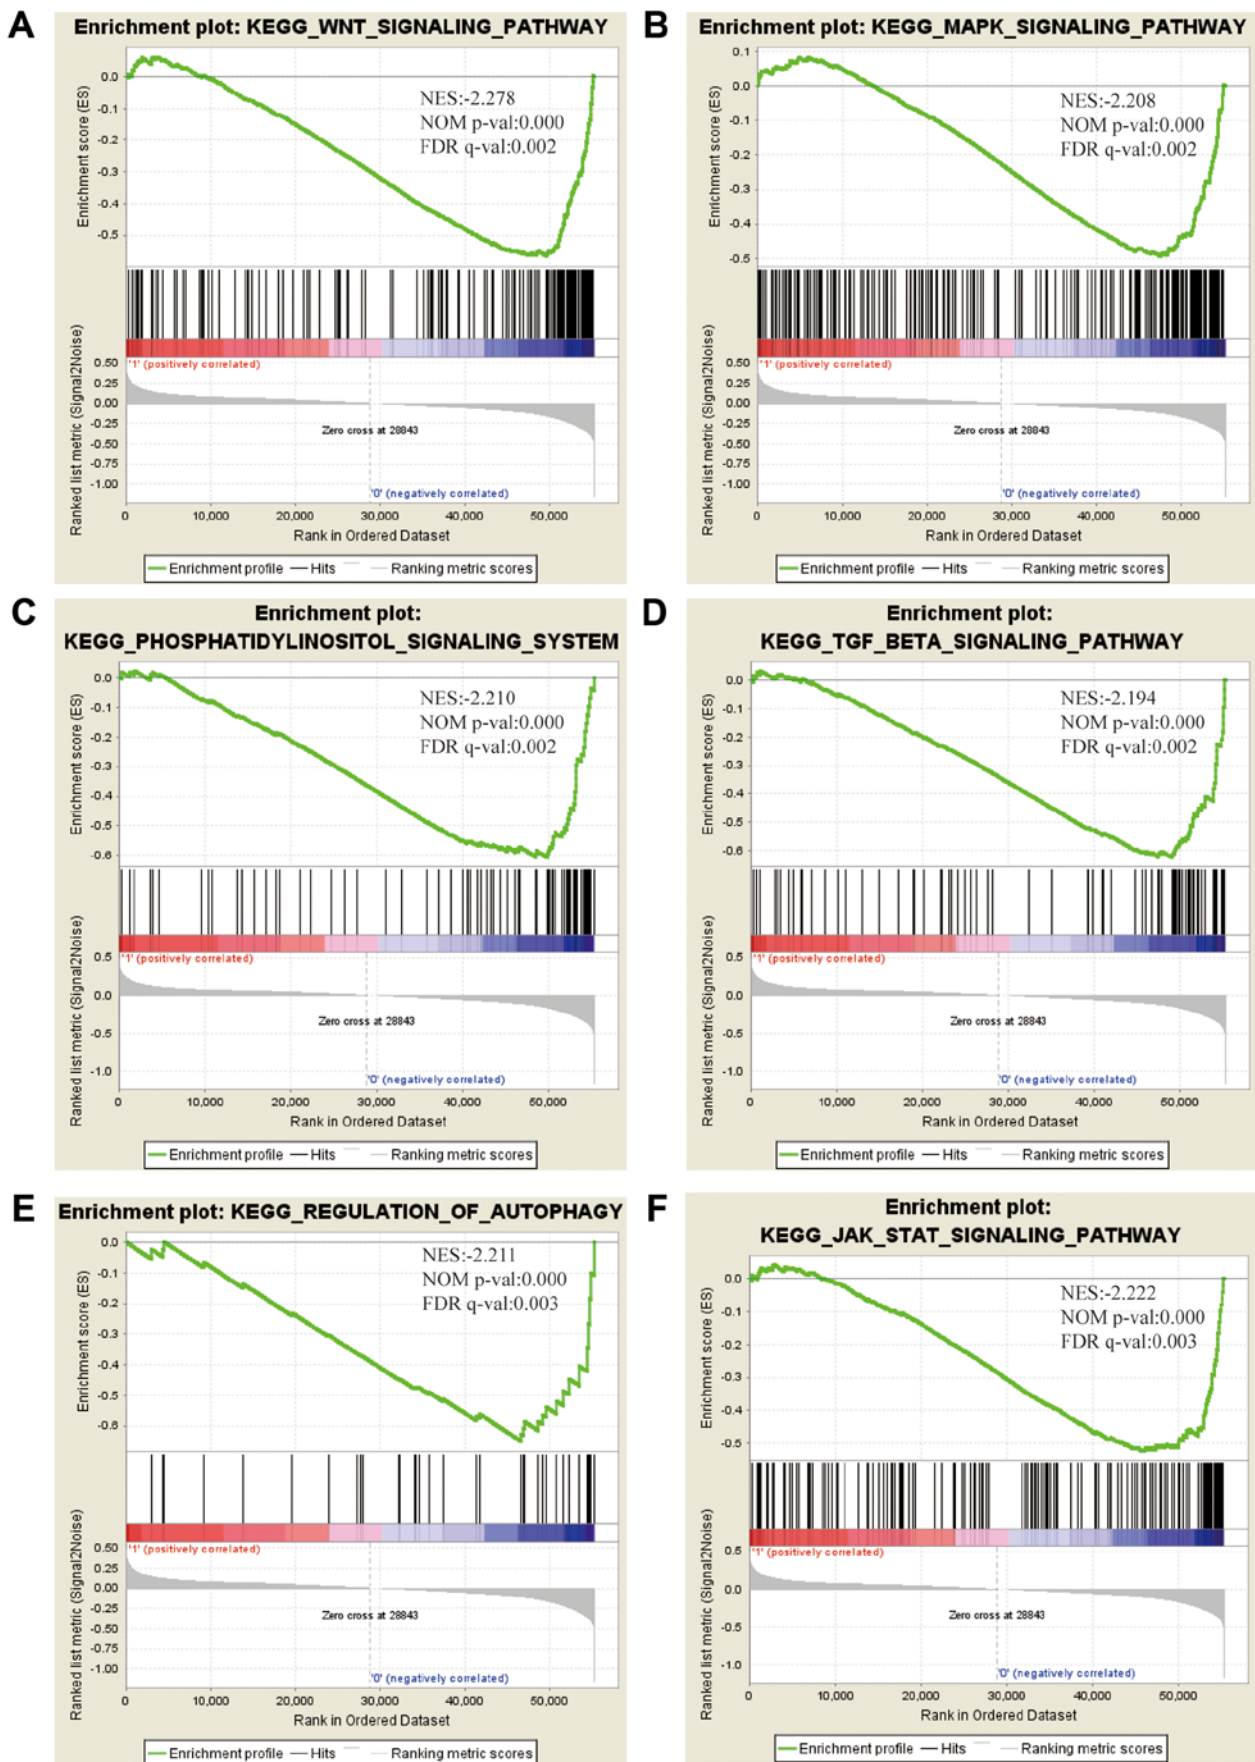 A
Enrichment plot: KEGG_WNT_SIGNALING_PATHWAY
Enrichment score (ES)
0.0
-0.1
-0.2
-0.3
-0.4
-0.5
NES:-2.278
NOM p-val:0.000
FDR q-val:0.002
Ranked list metric (Signal2Noise)
0.50
0.25
0.00
-0.25
-0.50
-0.75
-1.00
'1' (positively correlated)
Zero cross at 28843
'0' (negatively correlated)
0 10,000 20,000 30,000 40,000 50,000
Rank in Ordered Dataset
Enrichment profile Hits Ranking metric scores
B
Enrichment plot: KEGG_MAPK_SIGNALING_PATHWAY
Enrichment score (ES)
0.1
0.0
-0.1
-0.2
-0.3
-0.4
-0.5
NES:-2.208
NOM p-val:0.000
FDR q-val:0.002
Ranked list metric (Signal2Noise)
0.50
0.25
0.00
-0.25
-0.50
-0.75
-1.00
'1' (positively correlated)
Zero cross at 28843
'0' (negatively correlated)
0 10,000 20,000 30,000 40,000 50,000
Rank in Ordered Dataset
Enrichment profile Hits Ranking metric scores
C
Enrichment plot:
KEGG_PHOSPHATIDYLINOSITOL_SIGNALING_SYSTEM
Enrichment score (ES)
0.0
-0.1
-0.2
-0.3
-0.4
-0.5
-0.6
NES:-2.210
NOM p-val:0.000
FDR q-val:0.002
Ranked list metric (Signal2Noise)
0.5
0.0
-0.5
-1.0
'1' (positively correlated)
Zero cross at 28843
'0' (negatively correlated)
0 10,000 20,000 30,000 40,000 50,000
Rank in Ordered Dataset
Enrichment profile Hits Ranking metric scores
D
Enrichment plot:
KEGG_TGF_BETA_SIGNALING_PATHWAY
Enrichment score (ES)
0.0
-0.1
-0.2
-0.3
-0.4
-0.5
-0.6
NES:-2.194
NOM p-val:0.000
FDR q-val:0.002
Ranked list metric (Signal2Noise)
0.5
0.0
-0.5
-1.0
'1' (positively correlated)
Zero cross at 28843
'0' (negatively correlated)
0 10,000 20,000 30,000 40,000 50,000
Rank in Ordered Dataset
Enrichment profile Hits Ranking metric scores
E
Enrichment plot: KEGG_REGULATION_OF_AUTOPHAGY
Enrichment score (ES)
0.0
-0.1
-0.2
-0.3
-0.4
-0.5
-0.6
NES:-2.211
NOM p-val:0.000
FDR q-val:0.003
Ranked list metric (Signal2Noise)
0.50
0.25
0.00
-0.25
-0.50
-0.75
-1.00
'1' (positively correlated)
Zero cross at 28843
'0' (negatively correlated)
0 10,000 20,000 30,000 40,000 50,000
Rank in Ordered Dataset
Enrichment profile Hits Ranking metric scores
F
Enrichment plot:
KEGG_JAK_STAT_SIGNALING_PATHWAY
Enrichment score (ES)
0.0
-0.1
-0.2
-0.3
-0.4
-0.5
NES:-2.222
NOM p-val:0.000
FDR q-val:0.003
Ranked list metric (Signal2Noise)
0.5
0.0
-0.5
-1.0
'1' (positively correlated)
Zero cross at 28843
'0' (negatively correlated)
0 10,000 20,000 30,000 40,000 50,000
Rank in Ordered Dataset
Enrichment profile Hits Ranking metric scores